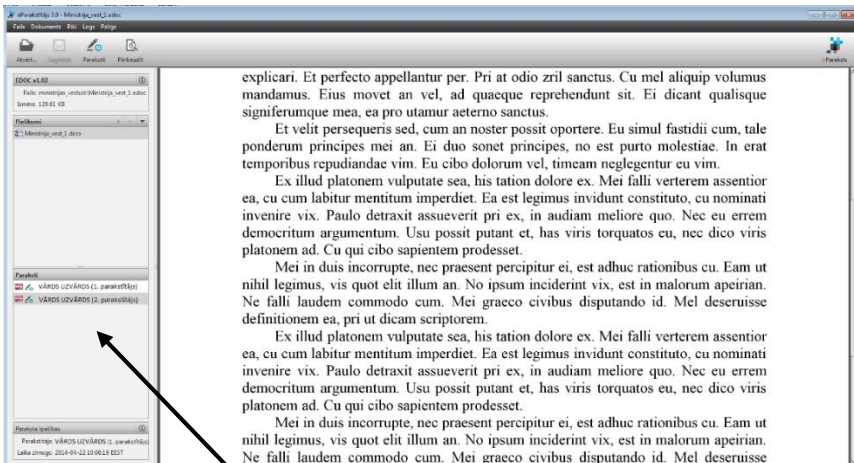 eParakstītājs 3.0 - Ministrija_vest_1.edoc
Fails Dokuments Rīki Logs Palīgs
Atvērt... Saglabāt Parakstīt Pārbaudīt
eParaksts
EDOC v1.02
Fails: ministrijas_vestule\Ministrija_vest_1.edoc
Izmērs: 129.81 KB
Pielikumi
Ministrija_vest_1.docx
Paraksti
VĀRDS UZVĀRDS (1. parakstītājs)
VĀRDS UZVĀRDS (2. parakstītājs)
Paraksta īpašības
Parakstītājs: VĀRDS UZVĀRDS (1. parakstītājs)
Laika zīmogs: 2014-04-22 10:06:19 EEST
explicari. Et perfecto appellantur per. Pri at odio zril sanctus. Cu mel aliquip volumus
mandamus. Eius movet an vel, ad quaeque reprehendunt sit. Ei dicant qualisque
signiferumque mea, ea pro utamur aeterno sanctus.
Et velit persequeris sed, cum an noster possit oportere. Eu simul fastidii cum, tale
ponderum principes mei an. Ei duo sonet principes, no est purto molestiae. In erat
temporibus repudiandae vim. Eu cibo dolorum vel, timeam neglegentur eu vim.
Ex illud platonem vulputate sea, his tation dolore ex. Mei falli verterem assentior
ea, cu cum labitur mentitum imperdiet. Ea est legimus invidunt constituto, cu nominati
invenire vix. Paulo detraxit assueverit pri ex, in audiam meliore quo. Nec eu errem
democritum argumentum. Usu possit putant et, has viris torquatos eu, nec dico viris
platonem ad. Cu qui cibo sapientem prodesset.
Mei in duis incorrupte, nec praesent percipitur ei, est adhuc rationibus cu. Eam ut
nihil legimus, vis quot elit illum an. No ipsum inciderint vix, est in malorum apeirian.
Ne falli laudem commodo cum. Mei graeco civibus disputando id. Mel deseruisse
definitionem ea, pri ut dicam scriptorem.
Ex illud platonem vulputate sea, his tation dolore ex. Mei falli verterem assentior
ea, cu cum labitur mentitum imperdiet. Ea est legimus invidunt constituto, cu nominati
invenire vix. Paulo detraxit assueverit pri ex, in audiam meliore quo. Nec eu errem
democritum argumentum. Usu possit putant et, has viris torquatos eu, nec dico viris
platonem ad. Cu qui cibo sapientem prodesset.
Mei in duis incorrupte, nec praesent percipitur ei, est adhuc rationibus cu. Eam ut
nihil legimus, vis quot elit illum an. No ipsum inciderint vix, est in malorum apeirian.
Ne falli laudem commodo cum. Mei graeco civibus disputando id. Mel deseruisse